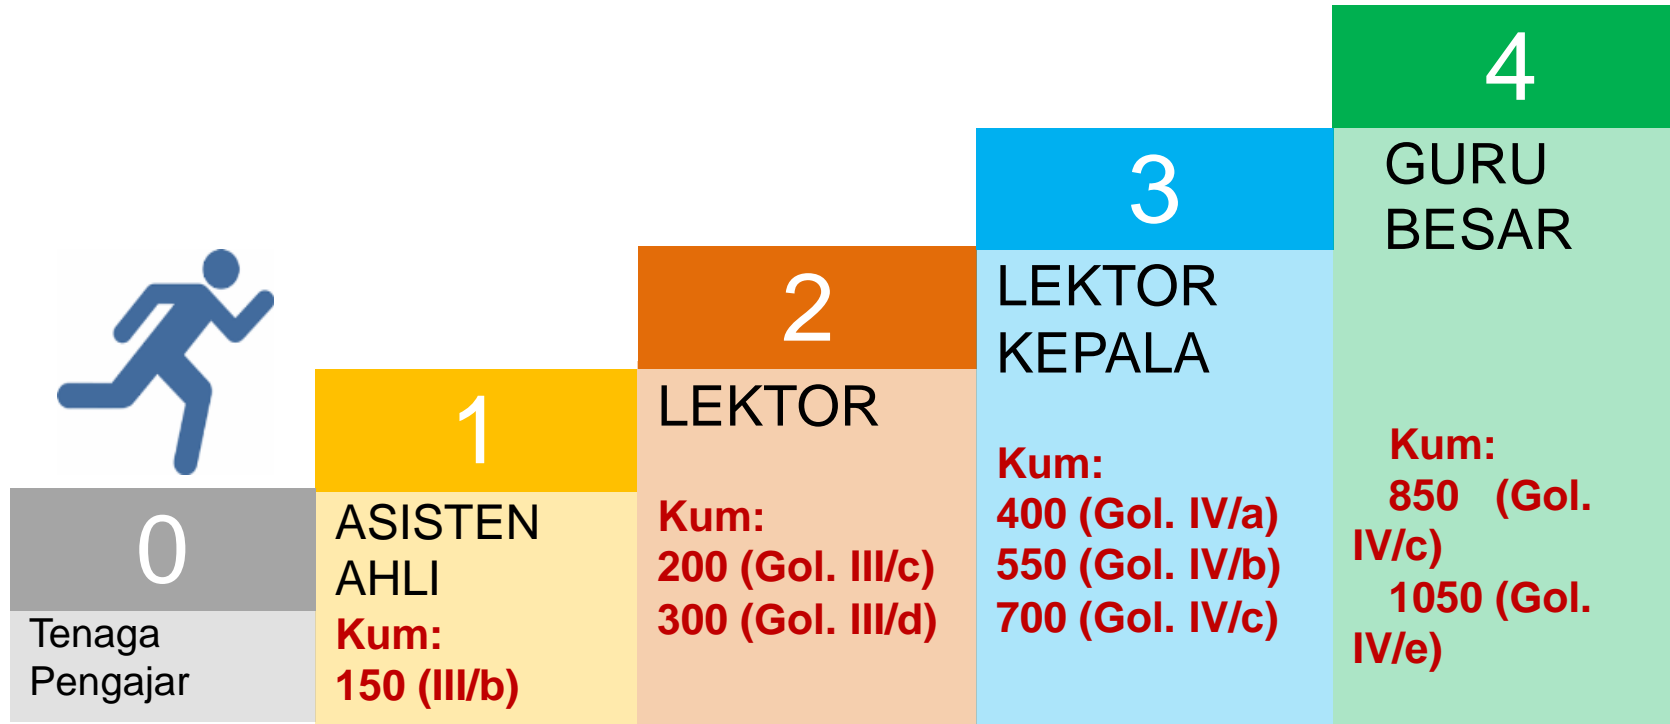 0
Tenaga
Pengajar
1
ASISTEN
AHLI
Kum:
150 (III/b)
2
LEKTOR
Kum:
200 (Gol. III/c)
300 (Gol. III/d)
3
LEKTOR
KEPALA
Kum:
400 (Gol. IV/a)
550 (Gol. IV/b)
700 (Gol. IV/c)
4
GURU
BESAR
Kum:
850 (Gol.
IV/c)
1050 (Gol.
IV/e)